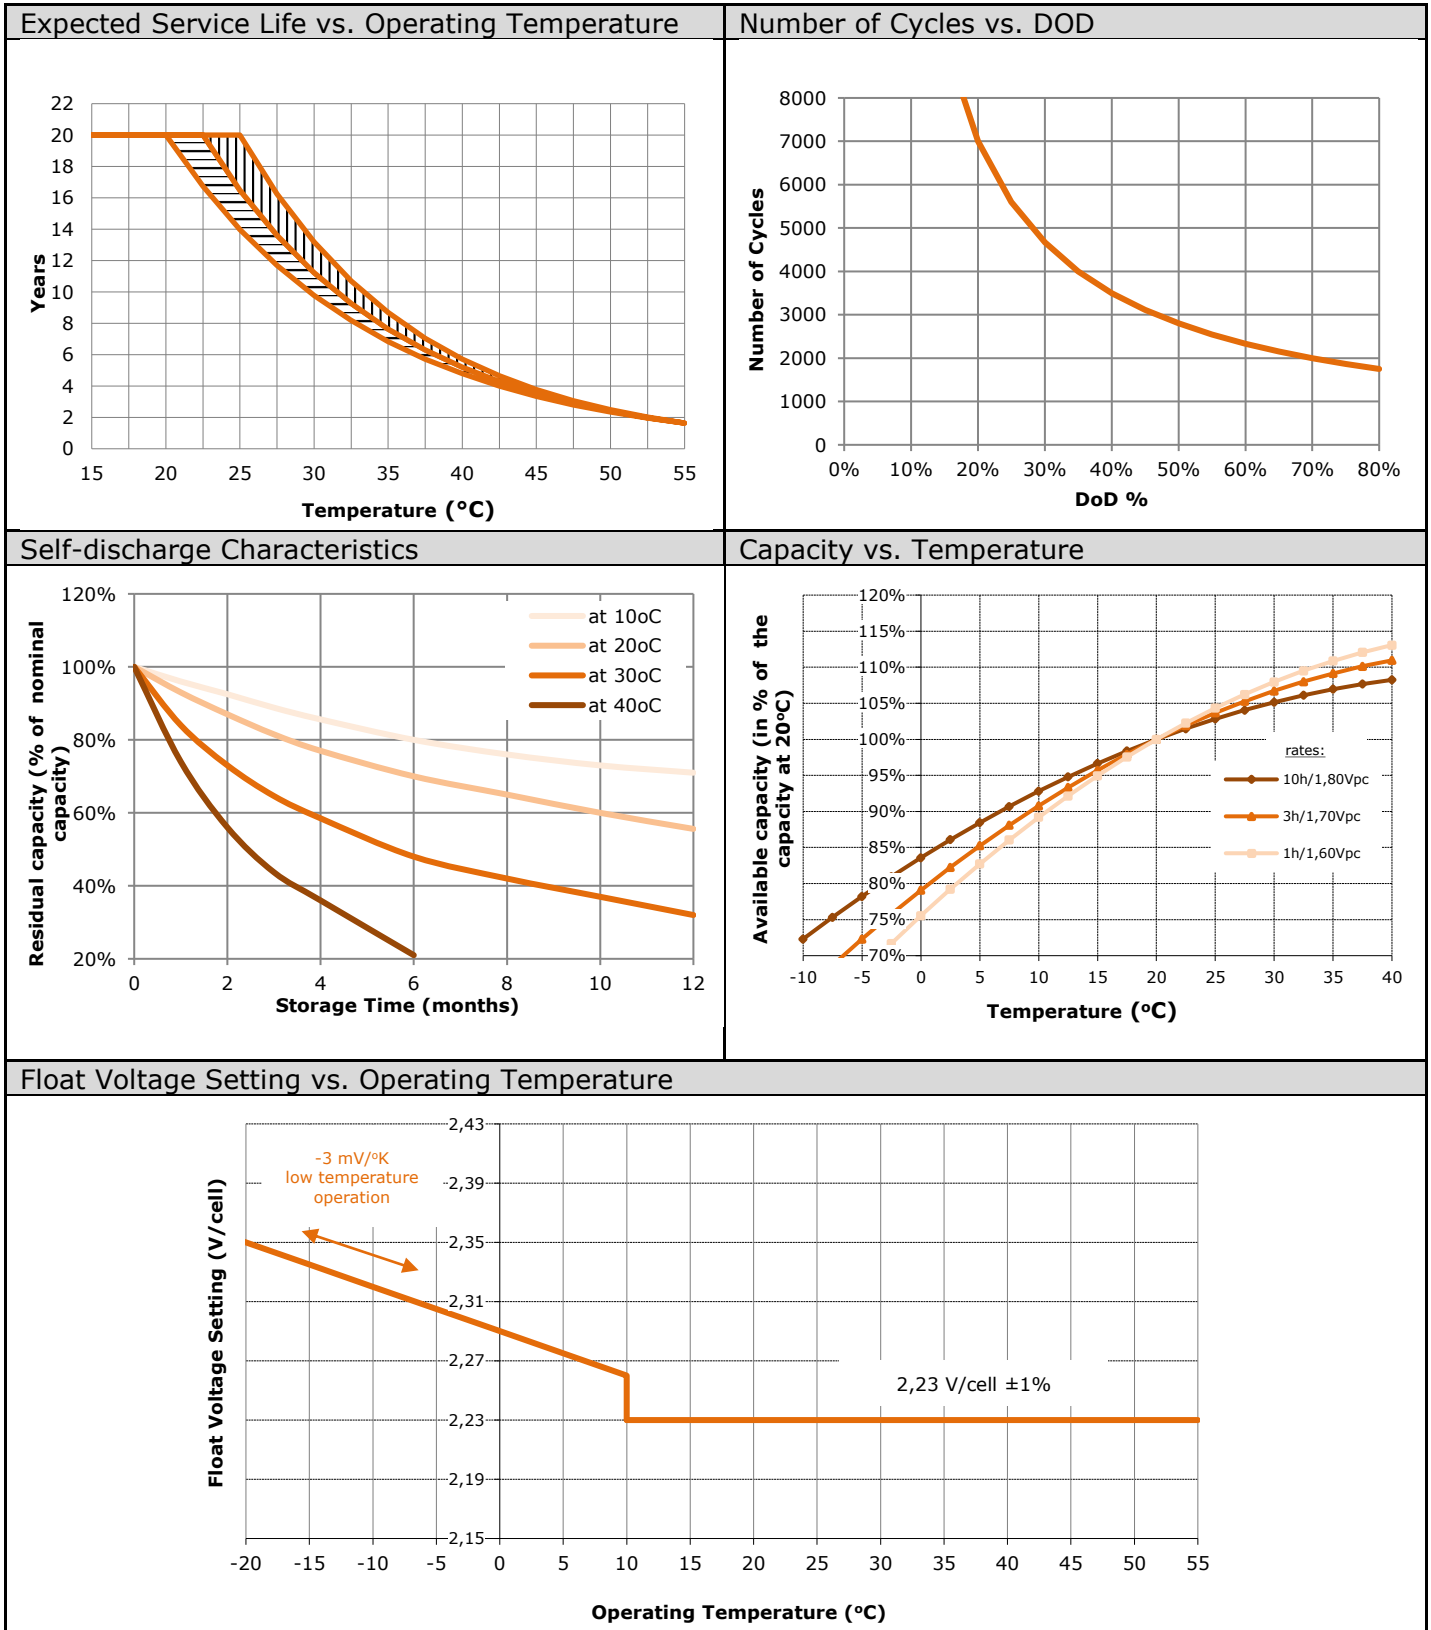 Expected Service Life vs. Operating Temperature
22
20
18
16
14
12
10
8
6
4
2
0
Years
15 20 25 30 35 40 45 50 55
Temperature (°C)
Number of Cycles vs. DOD
8000
7000
6000
5000
4000
3000
2000
1000
0
Number of Cycles
0% 10% 20% 30% 40% 50% 60% 70% 80%
DoD %
Self-discharge Characteristics
120%
100%
80%
60%
40%
20%
Residual capacity (% of nominal
capacity)
at 10oC
at 20oC
at 30oC
at 40oC
0 2 4 6 8 10 12
Storage Time (months)
Capacity vs. Temperature
120%
115%
110%
105%
100%
95%
90%
85%
80%
75%
70%
Available capacity (in % of the
capacity at 20ºC)
rates:
10h/1,80Vpc
3h/1,70Vpc
1h/1,60Vpc
-10 -5 0 5 10 15 20 25 30 35 40
Temperature (ºC)
Float Voltage Setting vs. Operating Temperature
2,43
2,39
2,35
2,31
2,27
2,23
2,19
2,15
Float Voltage Setting (V/cell)
-3 mV/ºK
low temperature
operation
2,23 V/cell ±1%
-20 -15 -10 -5 0 5 10 15 20 25 30 35 40 45 50 55
Operating Temperature (ºC)